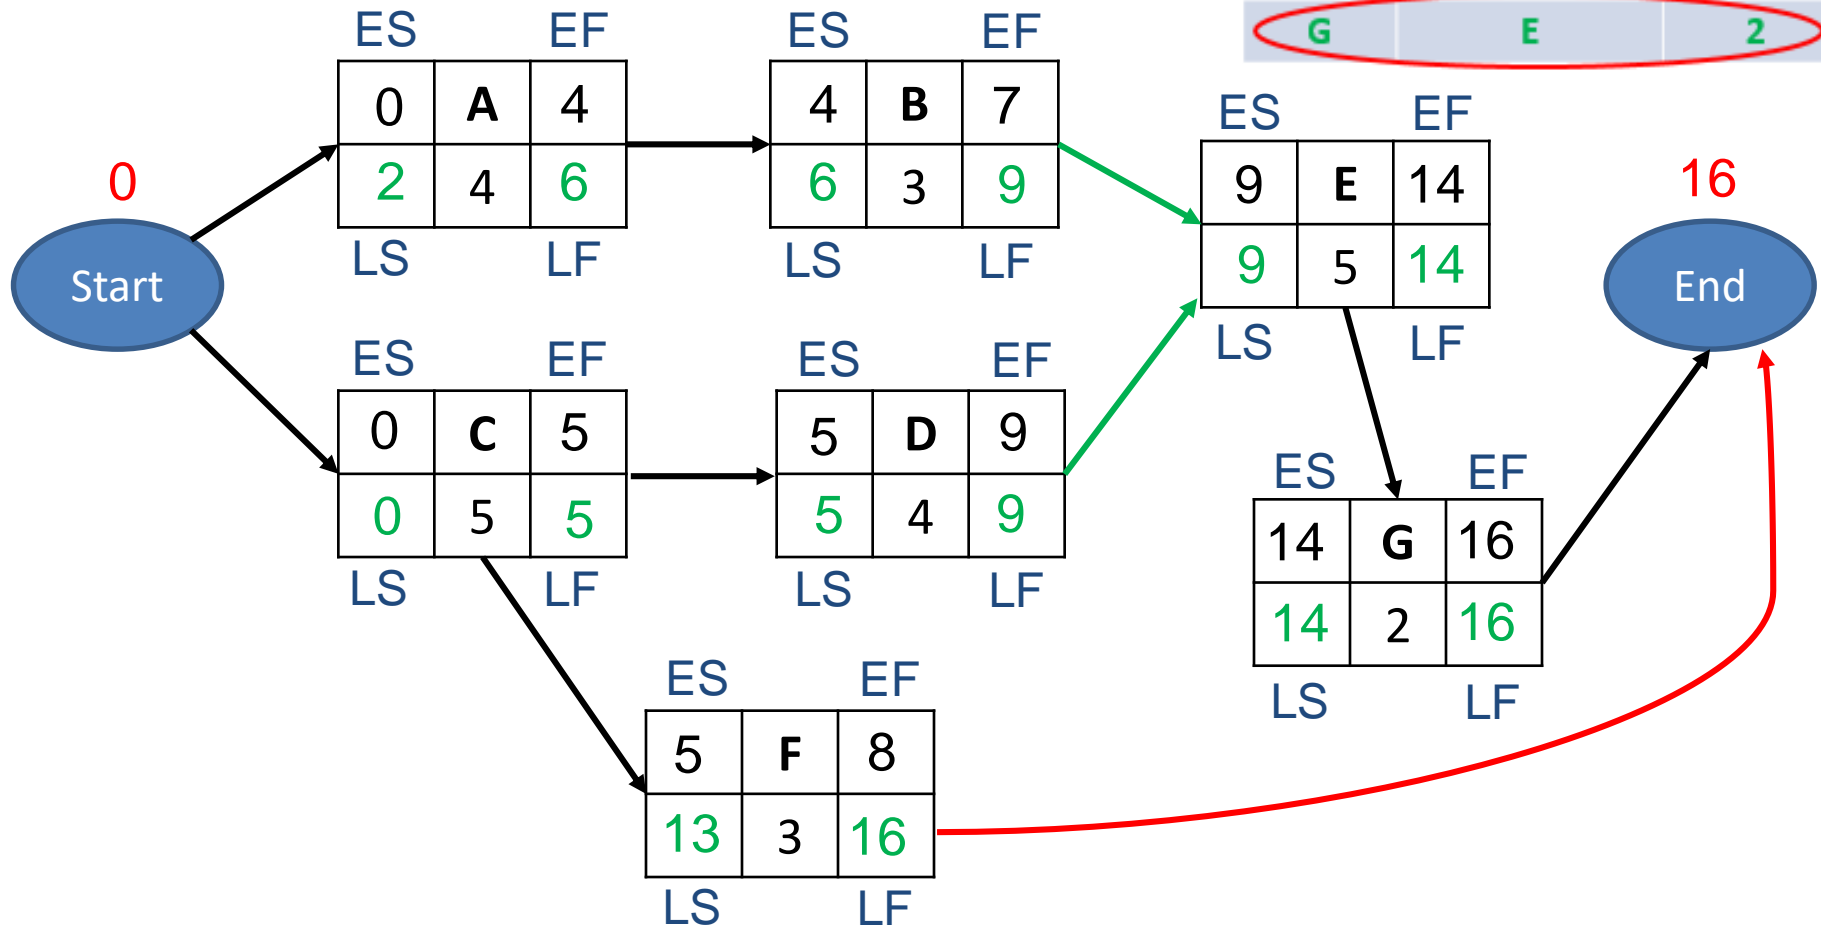 G E 2
ES EF
0 A 4
2 4 6
LS LF
ES EF
4 B 7
6 3 9
LS LF
ES EF
9 E 14
9 5 14
LS LF
0
Start
16
End
ES EF
0 C 5
0 5 5
LS LF
ES EF
5 D 9
5 4 9
LS LF
ES EF
14 G 16
14 2 16
LS LF
ES EF
5 F 8
13 3 16
LS LF